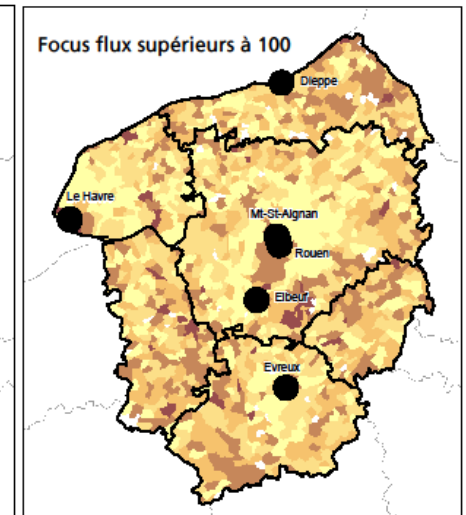 Focus flux supérieurs à 100
Dieppe
Le Havre
Mt-St-Aignan
Rouen
Elbeuf
Evreux